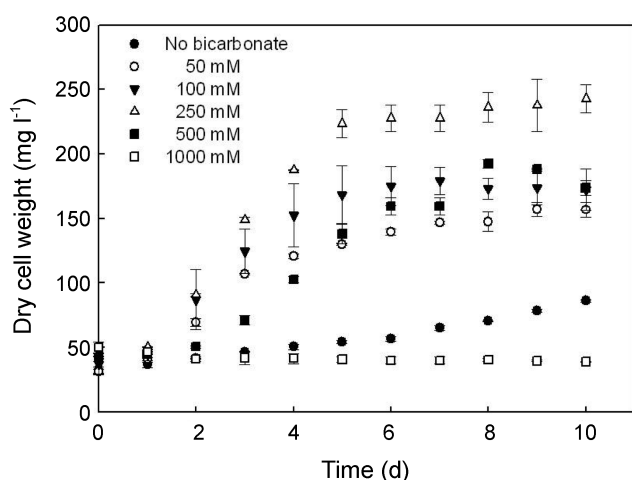 300
250
200
150
100
50
0
Dry cell weight (mg l⁻¹)
No bicarbonate
50 mM
100 mM
250 mM
500 mM
1000 mM
0 2 4 6 8 10
Time (d)